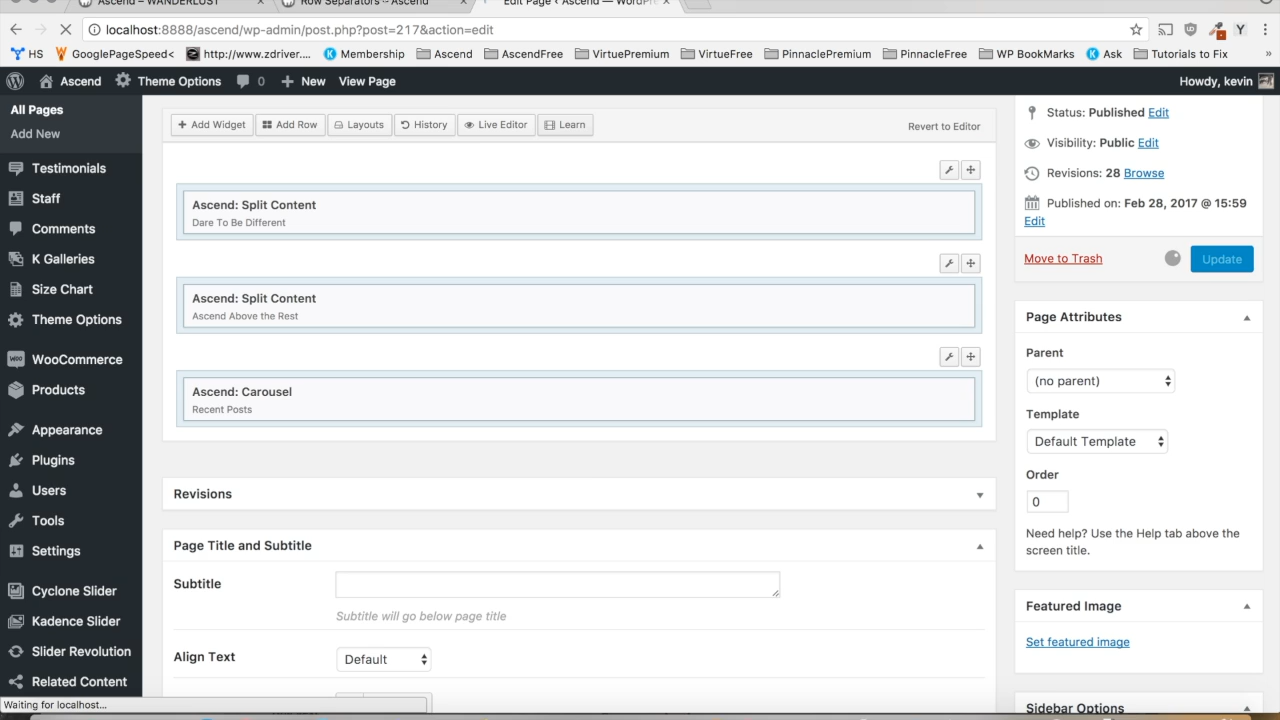 Ascend – WANDERLUST
Row Separators – Ascend
Edit Page ‹ Ascend — WordPre
localhost:8888/ascend/wp-admin/post.php?post=217&action=edit
HS
GooglePageSpeed<
http://www.zdriver....
Membership
Ascend
AscendFree
VirtuePremium
VirtueFree
PinnaclePremium
PinnacleFree
WP BookMarks
Ask
Tutorials to Fix
»
Ascend
Theme Options
0
New
View Page
Howdy, kevin
All Pages
Add New
Testimonials
Staff
Comments
K Galleries
Size Chart
Theme Options
WooCommerce
Products
Appearance
Plugins
Users
Tools
Settings
Cyclone Slider
Kadence Slider
Slider Revolution
Related Content
Waiting for localhost...
Add Widget
Add Row
Layouts
History
Live Editor
Learn
Revert to Editor
Ascend: Split Content
Dare To Be Different
Ascend: Split Content
Ascend Above the Rest
Ascend: Carousel
Recent Posts
Revisions
Page Title and Subtitle
Subtitle
Subtitle will go below page title
Align Text
Default
Status: Published Edit
Visibility: Public Edit
Revisions: 28 Browse
Published on: Feb 28, 2017 @ 15:59
Edit
Move to Trash
Update
Page Attributes
Parent
(no parent)
Template
Default Template
Order
0
Need help? Use the Help tab above the
screen title.
Featured Image
Set featured image
Sidebar Options